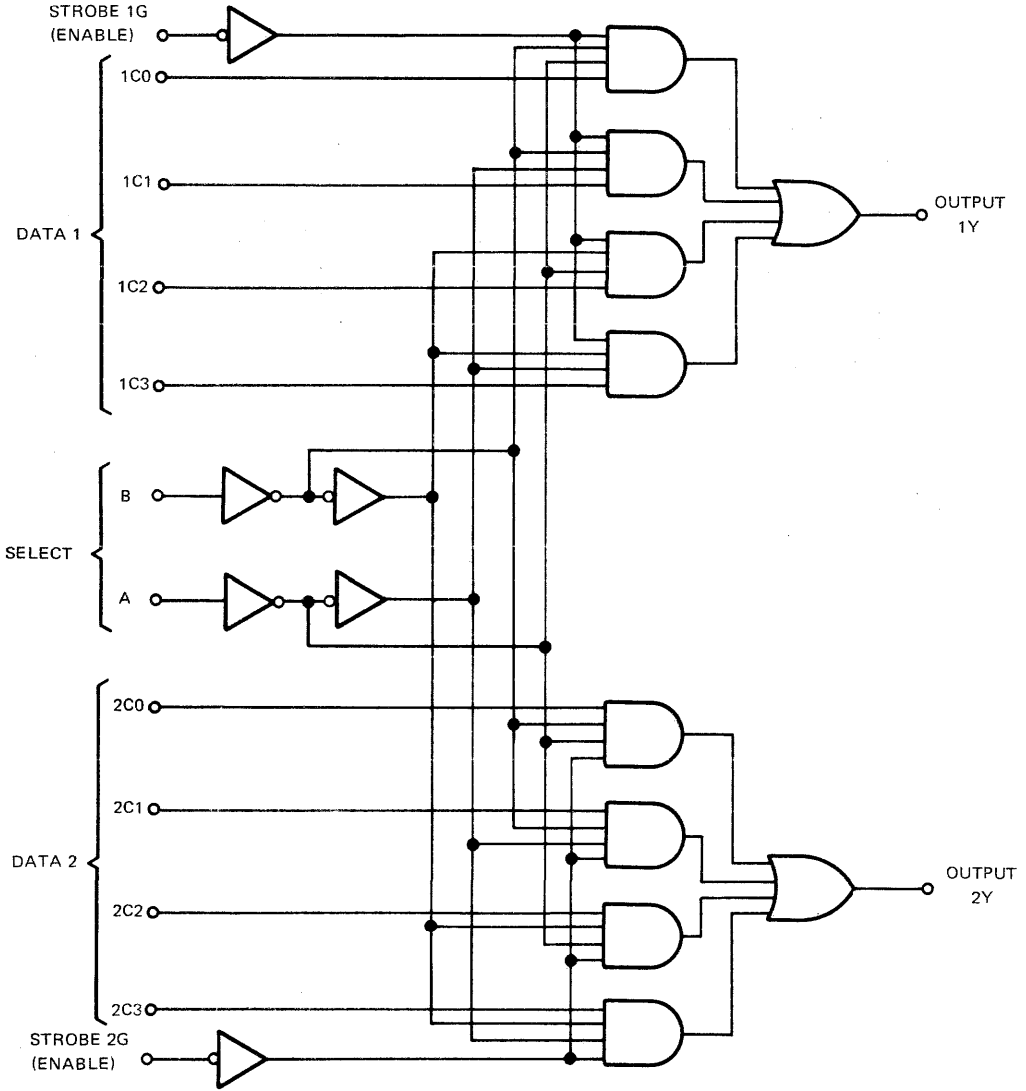 STROBE 1G
(ENABLE)
1C0
1C1
DATA 1
1C2
1C3
B
SELECT
A
2C0
2C1
DATA 2
2C2
2C3
STROBE 2G
(ENABLE)
OUTPUT
1Y
OUTPUT
2Y